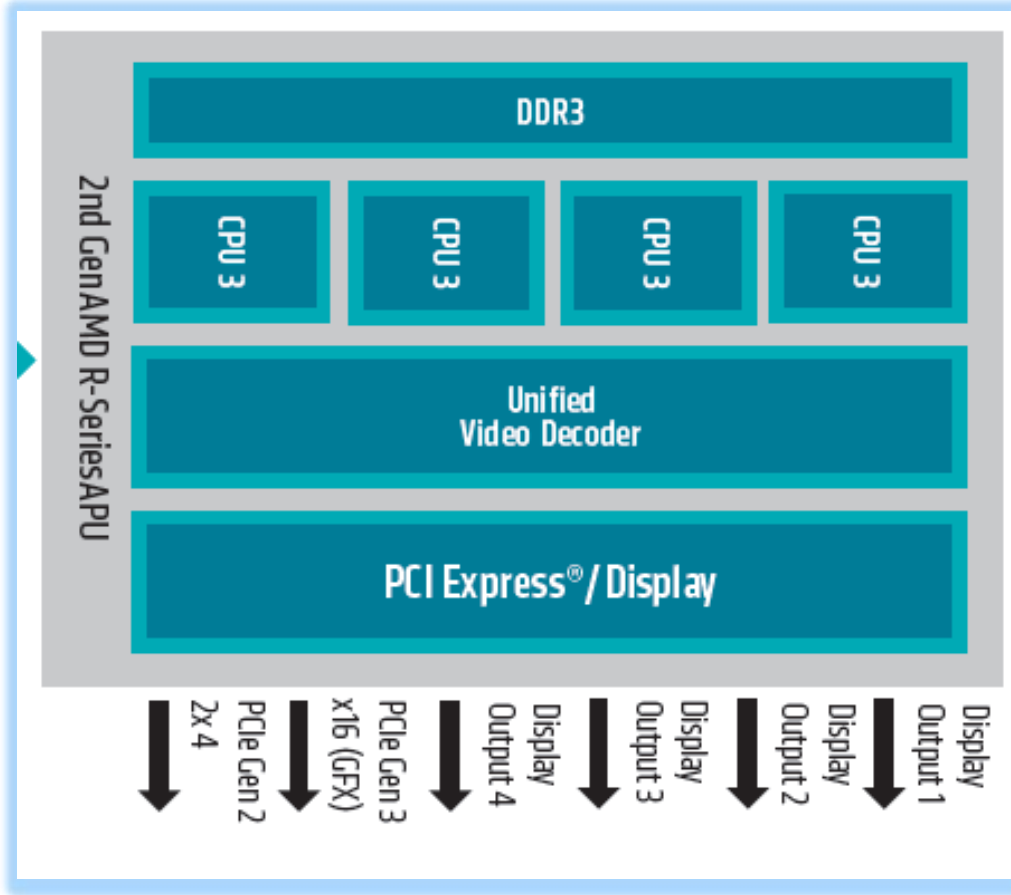 DDR3
2nd GenAMD R-SeriesAPU
CPU 3
CPU 3
CPU 3
CPU 3
Unified
Video Decoder
PCI Express®/ Display
PCIe Gen 2
2x 4
PCIe Gen 3
x16 (GFX)
Display
Output 4
Display
Output 3
Display
Output 2
Display
Output 1